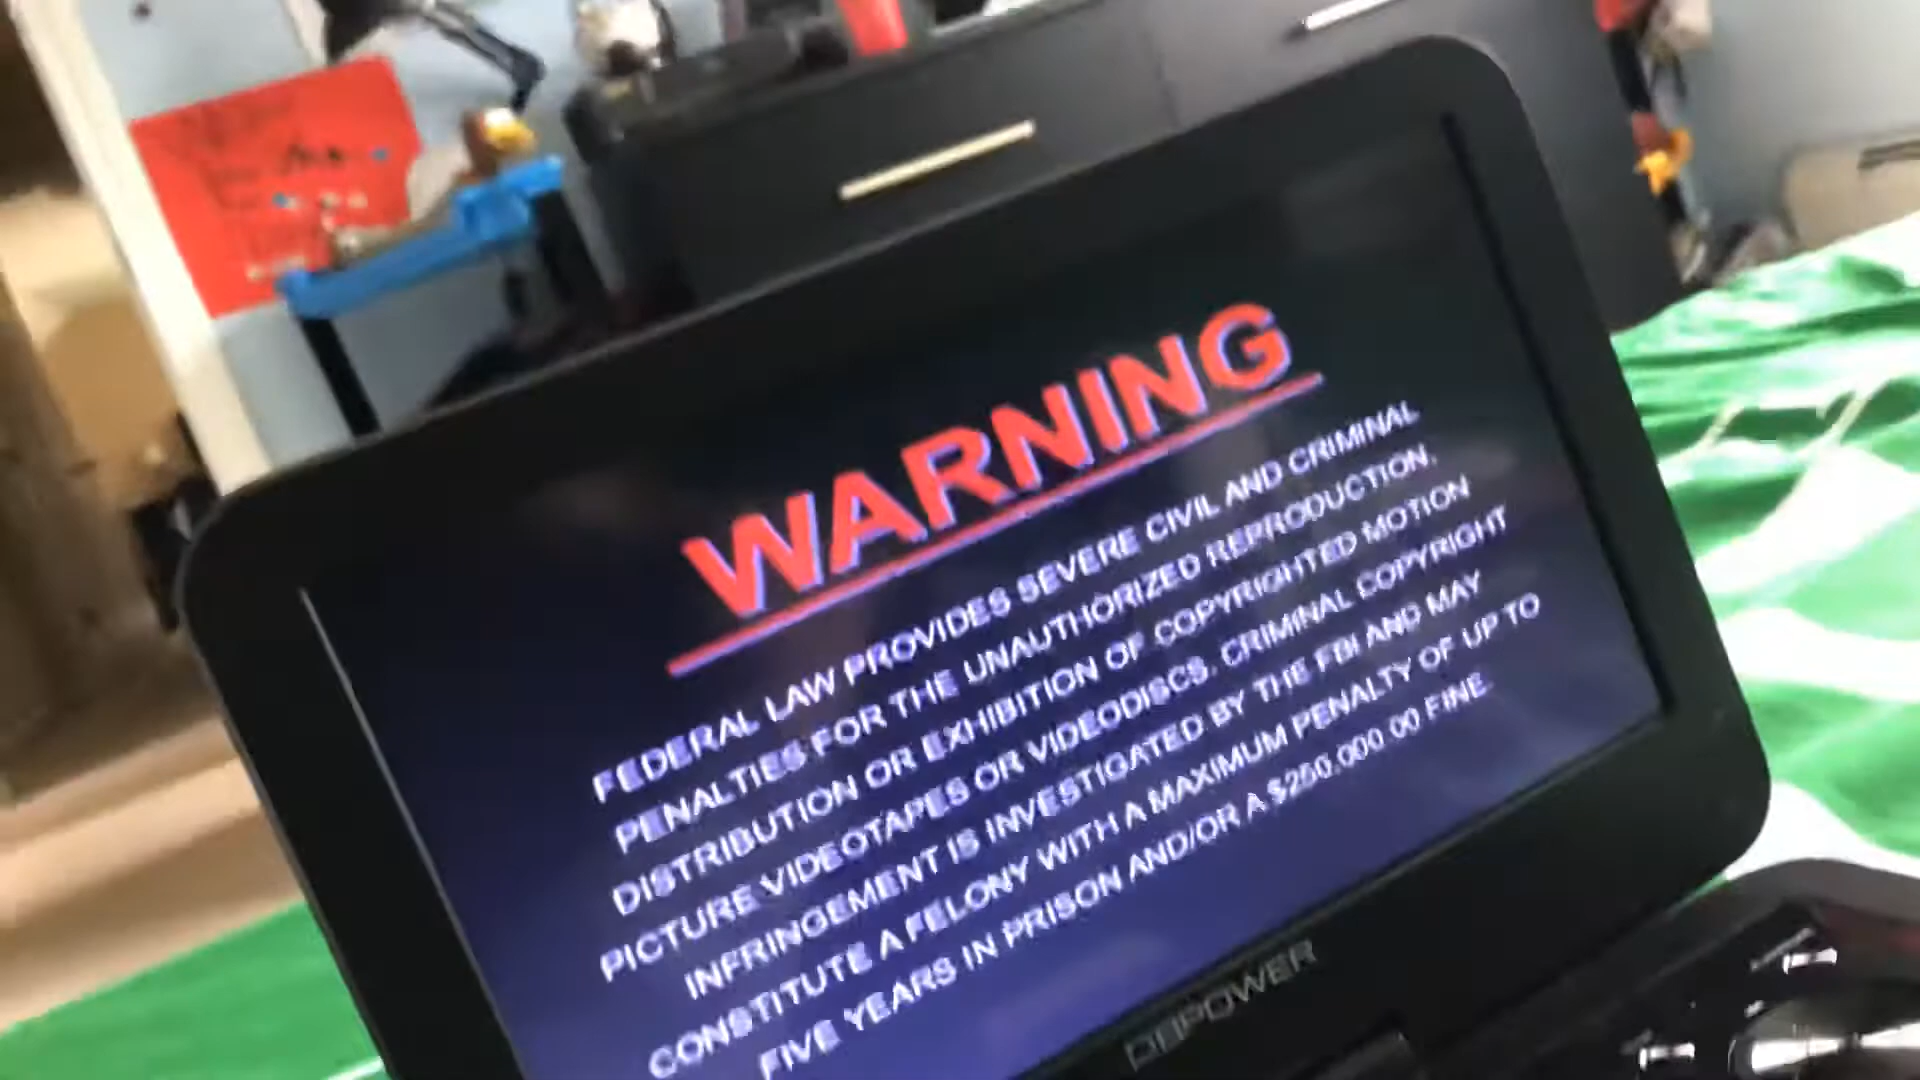 WARNING
FEDERAL LAW PROVIDES SEVERE CIVIL AND CRIMINAL
PENALTIES FOR THE UNAUTHORIZED REPRODUCTION,
DISTRIBUTION OR EXHIBITION OF COPYRIGHTED MOTION
PICTURE VIDEOTAPES OR VIDEODISCS. CRIMINAL COPYRIGHT
INFRINGEMENT IS INVESTIGATED BY THE FBI AND MAY
CONSTITUTE A FELONY WITH A MAXIMUM PENALTY OF UP TO
FIVE YEARS IN PRISON AND/OR A $250,000.00 FINE.
DBPOWER